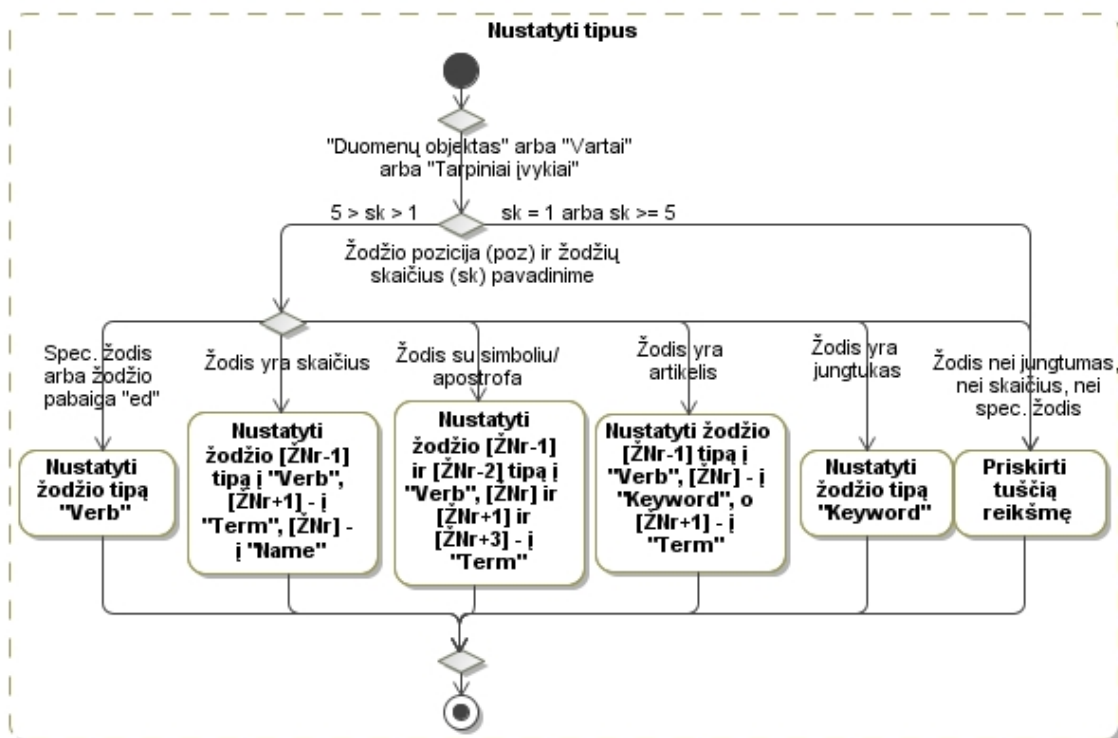 Nustatyti tipus
"Duomenų objektas" arba "Vartai"
arba "Tarpiniai įvykiai"
5 > sk > 1
sk = 1 arba sk >= 5
Žodžio pozicija (poz) ir žodžių
skaičius (sk) pavadinime
Spec. žodis
arba žodžio
pabaiga "ed"
Žodis yra skaičius
Žodis su simboliu/
apostrofa
Žodis yra
artikelis
Žodis yra
jungtukas
Žodis nei jungtumas,
nei skaičius, nei
spec. žodis
Nustatyti
žodžio tipą
"Verb"
Nustatyti
žodžio [ŽNr-1]
tipą į "Verb",
[ŽNr+1] - į
"Term", [ŽNr] -
į "Name"
Nustatyti
žodžio [ŽNr-1]
ir [ŽNr-2] tipą į
"Verb", [ŽNr] ir
[ŽNr+1] ir
[ŽNr+3] - į
"Term"
Nustatyti žodžio
[ŽNr-1] tipą į
"Verb", [ŽNr] - į
"Keyword", o
[ŽNr+1] - į
"Term"
Nustatyti
žodžio tipą
"Keyword"
Priskirti
tuščią
reikšmę